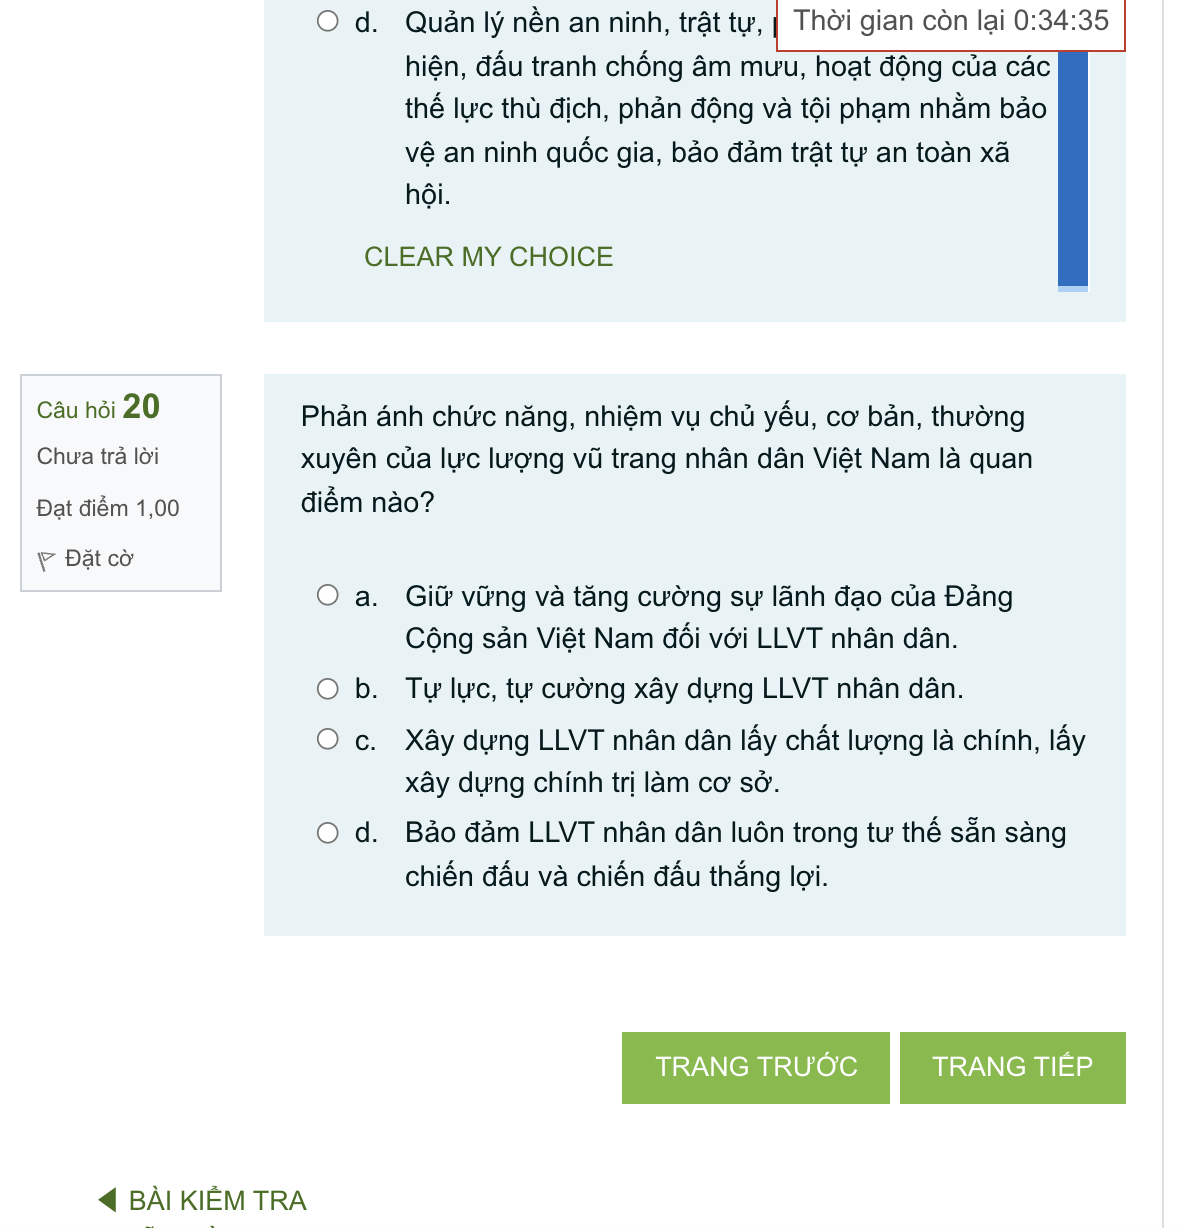 Thời gian còn lại 0:34:35
d. Quản lý nền an ninh, trật tự,
hiện, đấu tranh chống âm mưu, hoạt động của các
thế lực thù địch, phản động và tội phạm nhằm bảo
vệ an ninh quốc gia, bảo đảm trật tự an toàn xã
hội.
CLEAR MY CHOICE
Câu hỏi 20
Chưa trả lời
Đạt điểm 1,00
Đặt cờ
Phản ánh chức năng, nhiệm vụ chủ yếu, cơ bản, thường
xuyên của lực lượng vũ trang nhân dân Việt Nam là quan
điểm nào?
a. Giữ vững và tăng cường sự lãnh đạo của Đảng
Cộng sản Việt Nam đối với LLVT nhân dân.
b. Tự lực, tự cường xây dựng LLVT nhân dân.
c. Xây dựng LLVT nhân dân lấy chất lượng là chính, lấy
xây dựng chính trị làm cơ sở.
d. Bảo đảm LLVT nhân dân luôn trong tư thế sẵn sàng
chiến đấu và chiến đấu thắng lợi.
TRANG TRƯỚC
TRANG TIẾP
BÀI KIỂM TRA